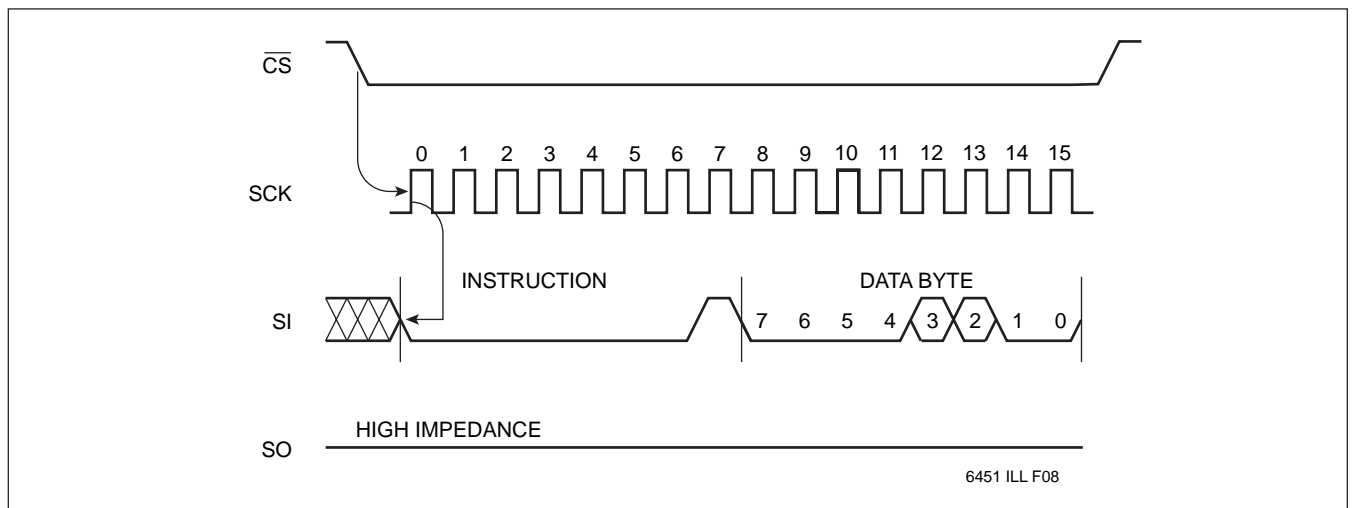 C̅S̅
0 1 2 3 4 5 6 7 8 9 10 11 12 13 14 15
SCK
INSTRUCTION DATA BYTE
SI 7 6 5 4 3 2 1 0
HIGH IMPEDANCE
SO
6451 ILL F08